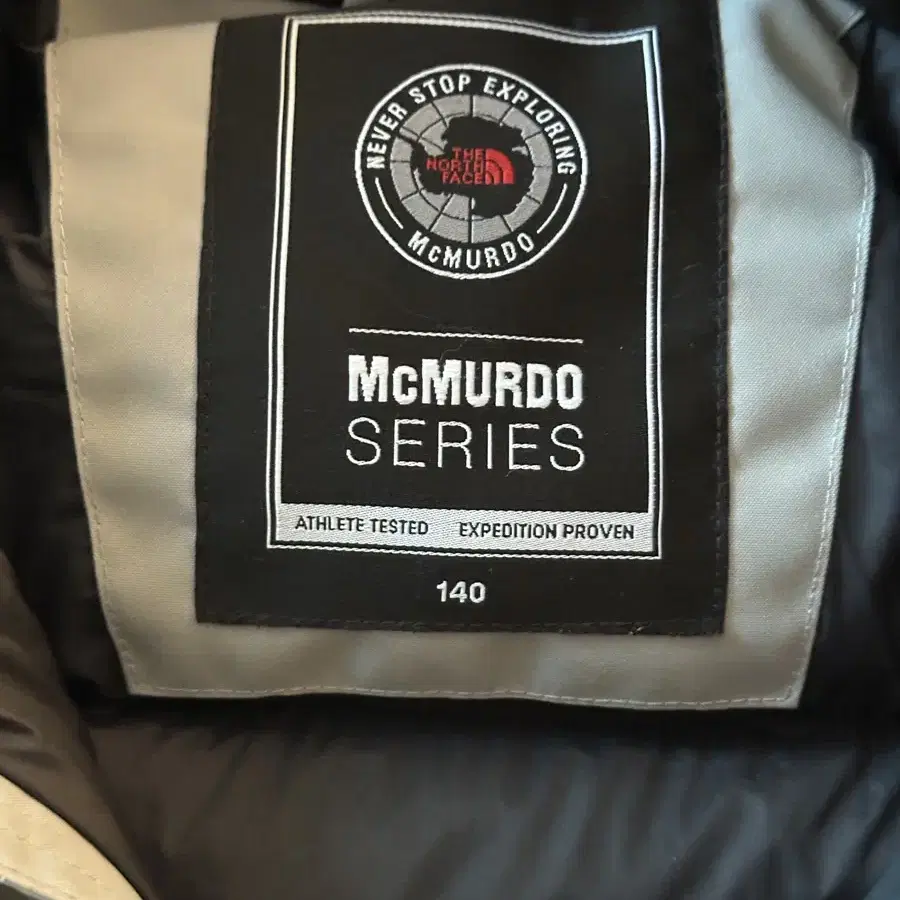 NEVER STOP EXPLORING
THE
NORTH
FACE
McMURDO
McMURDO
SERIES
ATHLETE TESTED EXPEDITION PROVEN
140